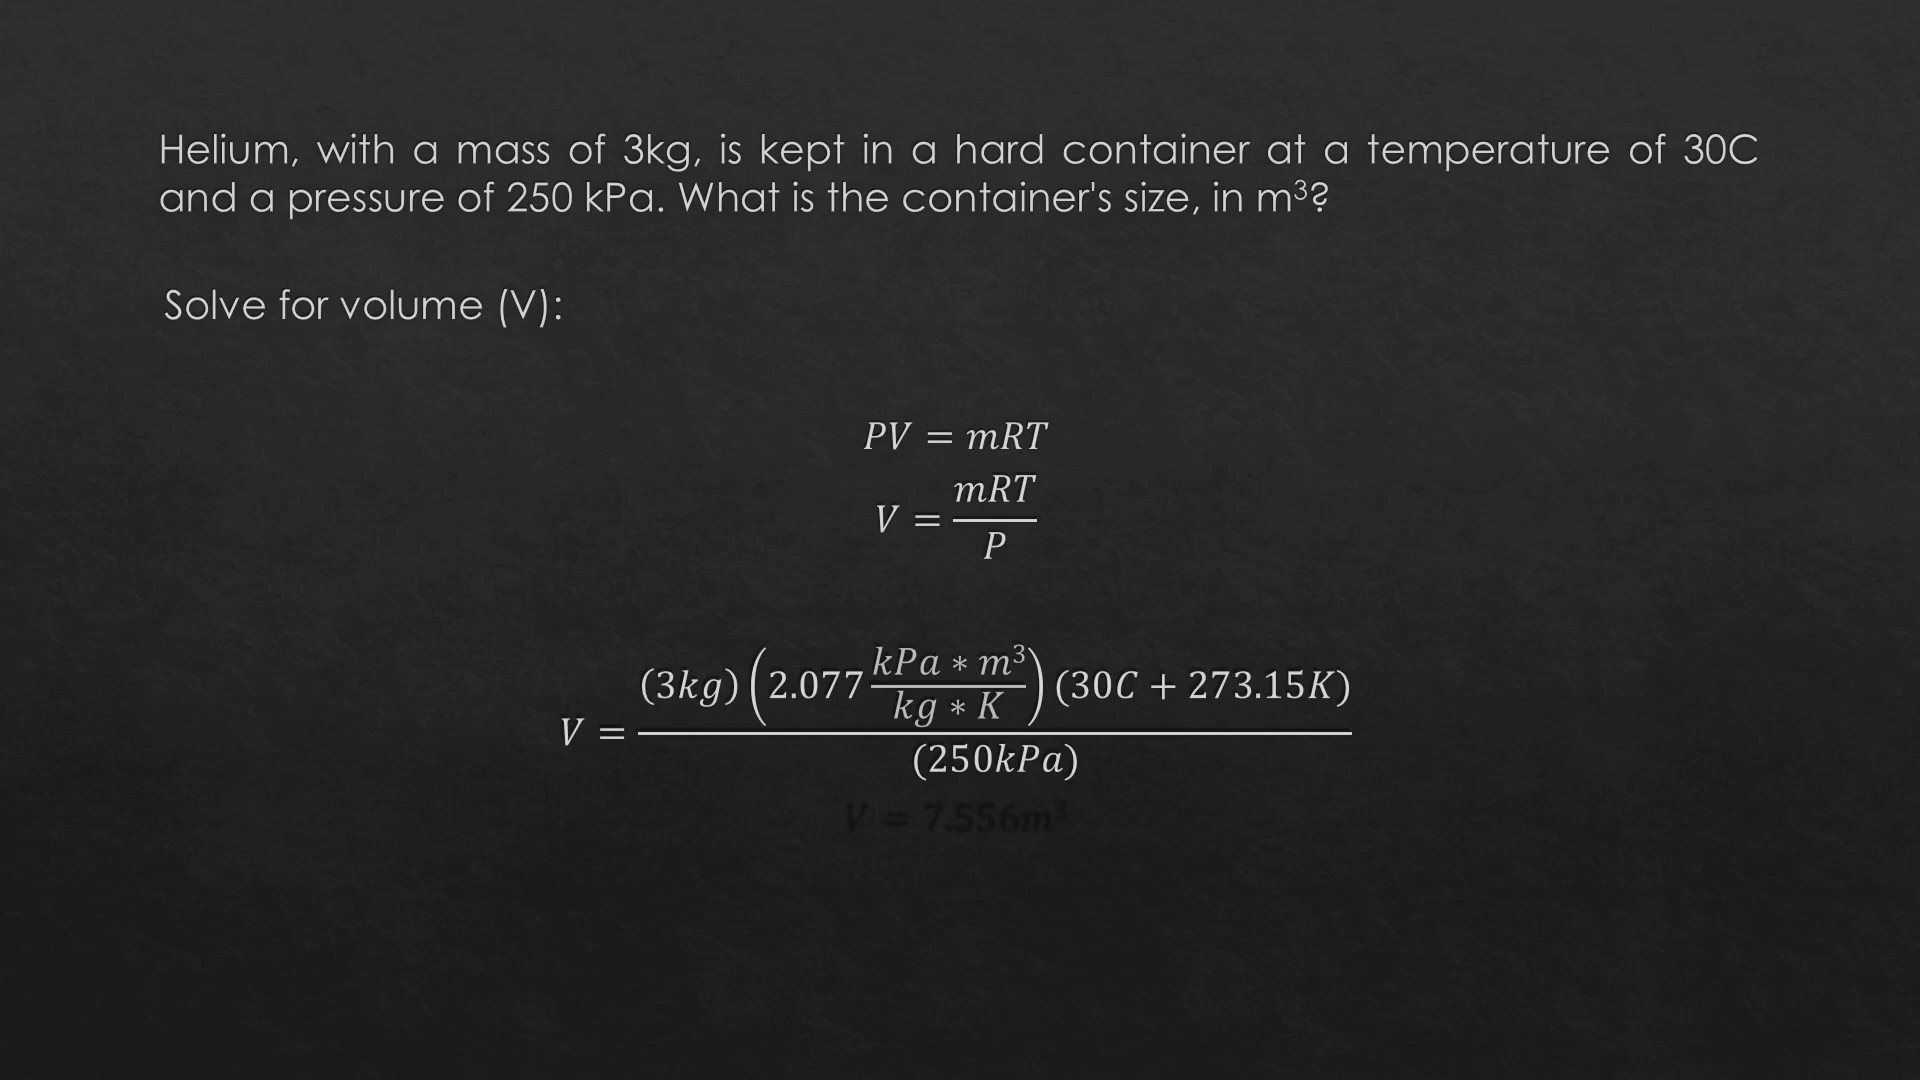 Helium, with a mass of 3kg, is kept in a hard container at a temperature of 30C
and a pressure of 250 kPa. What is the container's size, in m³?
Solve for volume (V):
PV = mRT
V = mRT / P
V = (3kg)(2.077 kPa * m³ / kg * K)(30C + 273.15K) / (250kPa)
V = 7.556m³